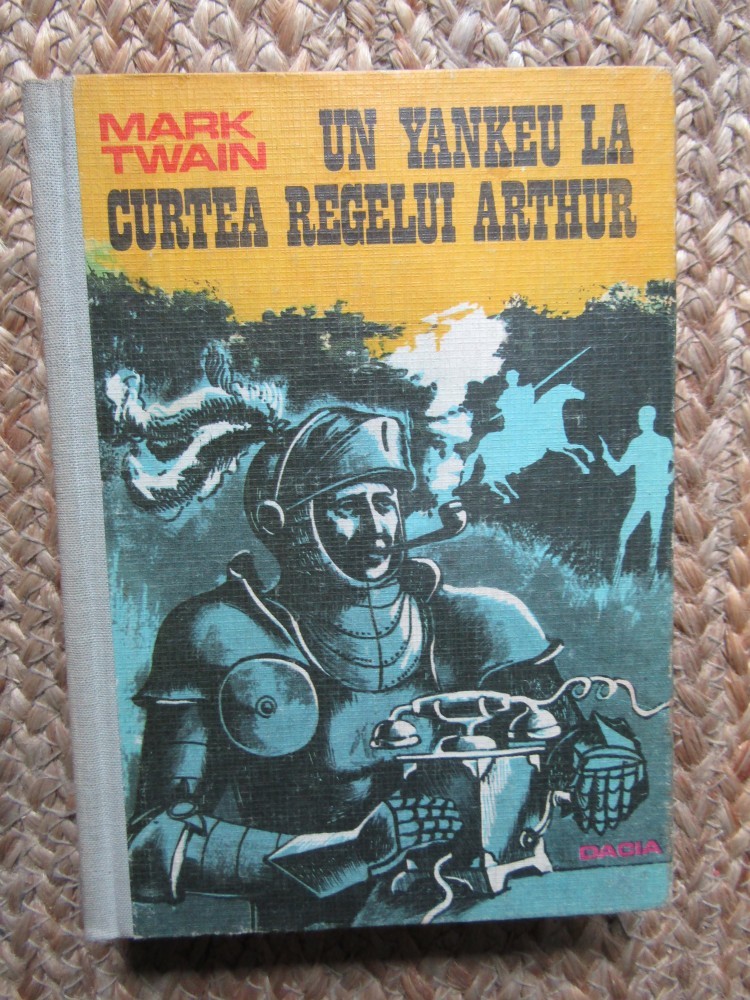 MARK
TWAIN
UN YANKEU LA
CURTEA REGELUI ARTHUR
DACIA